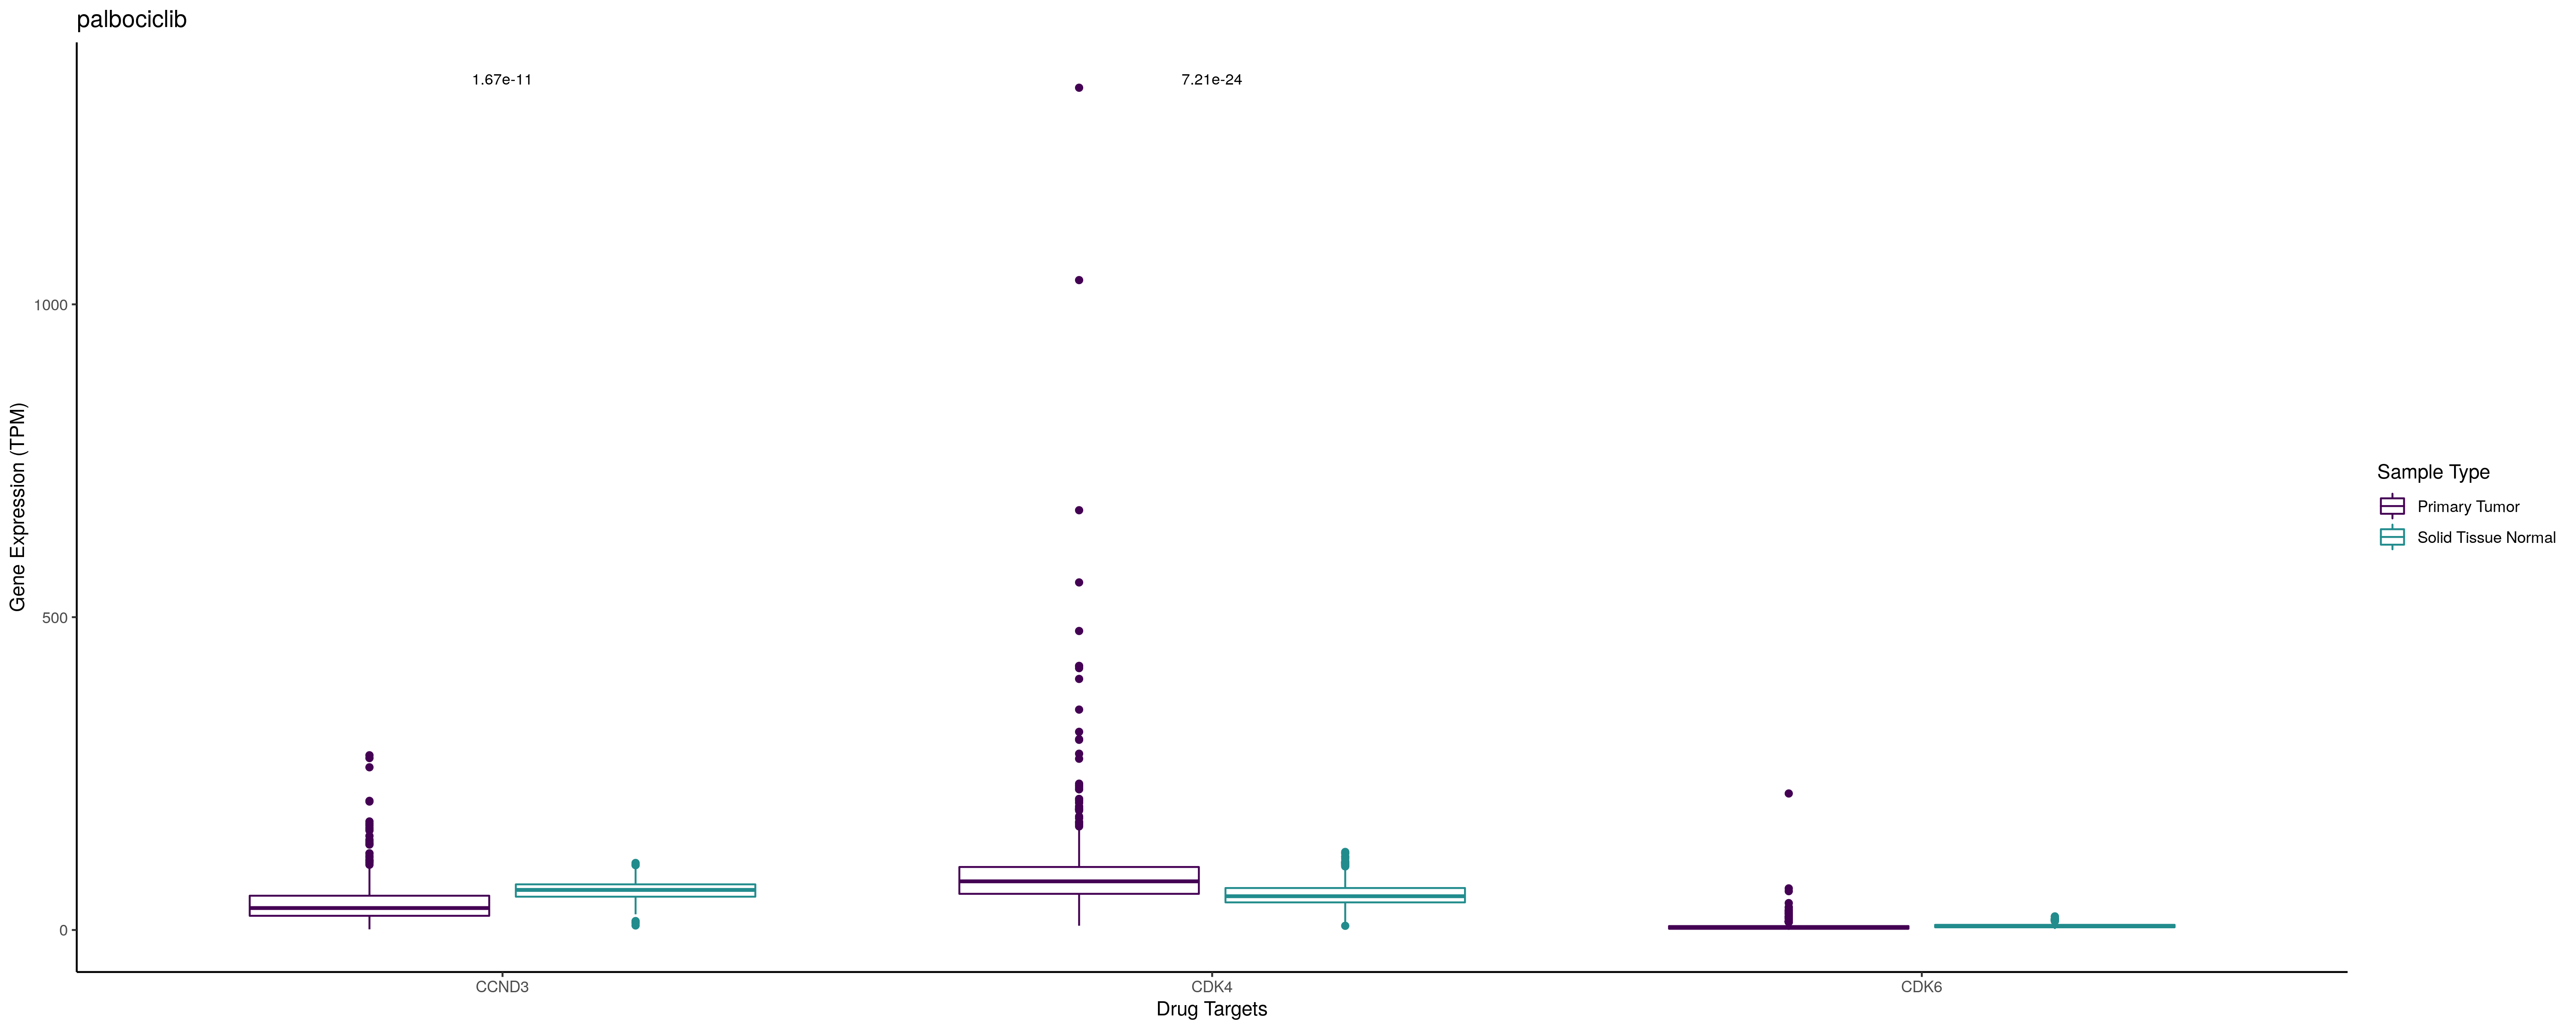 palbociclib
1.67e-11
7.21e-24
1000
500
0
Gene Expression (TPM)
CCND3
CDK4
CDK6
Drug Targets
Sample Type
Primary Tumor
Solid Tissue Normal